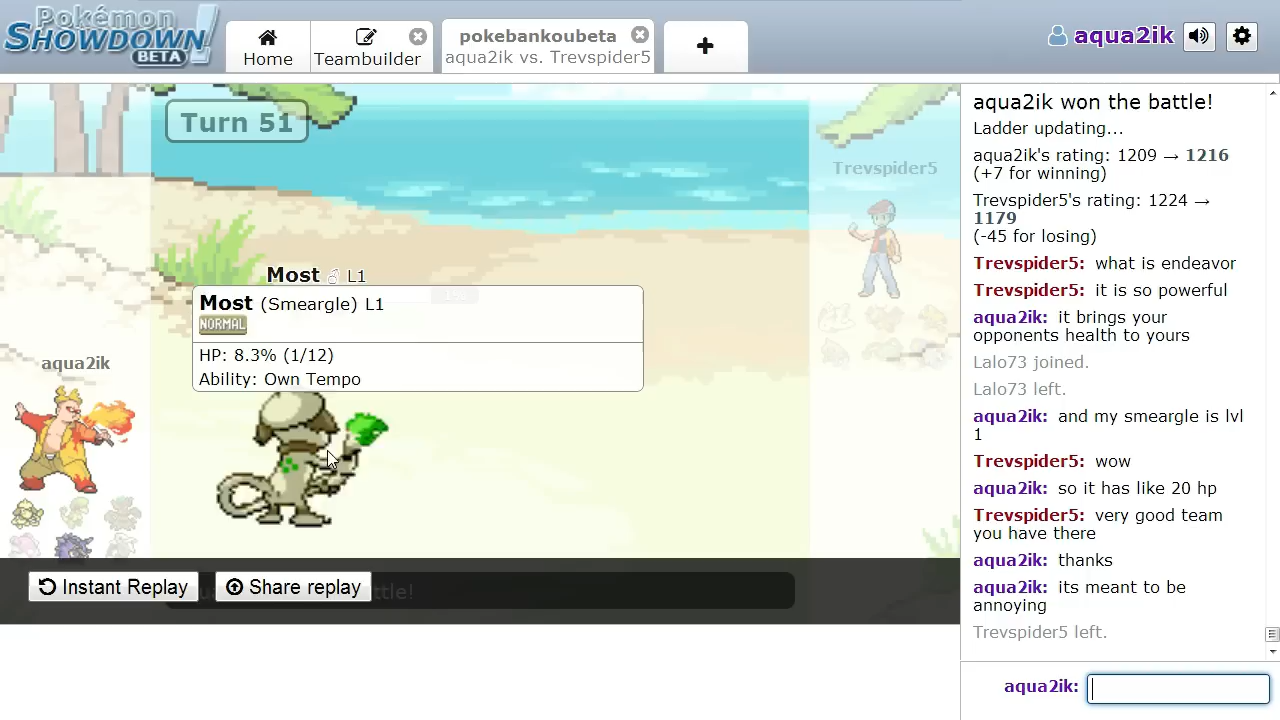 Pokémon
SHOWDOWN!
BETA
Home
Teambuilder
pokebankoubeta
aqua2ik vs. Trevspider5
aqua2ik
Turn 51
Trevspider5
Most L1
Most (Smeargle) L1
NORMAL
HP: 8.3% (1/12)
Ability: Own Tempo
aqua2ik
Instant Replay
Share replay
aqua2ik won the battle!
Ladder updating...
aqua2ik's rating: 1209 → 1216
(+7 for winning)
Trevspider5's rating: 1224 →
1179
(-45 for losing)
Trevspider5: what is endeavor
Trevspider5: it is so powerful
aqua2ik: it brings your
opponents health to yours
Lalo73 joined.
Lalo73 left.
aqua2ik: and my smeargle is lvl
1
Trevspider5: wow
aqua2ik: so it has like 20 hp
Trevspider5: very good team
you have there
aqua2ik: thanks
aqua2ik: its meant to be
annoying
Trevspider5 left.
aqua2ik: